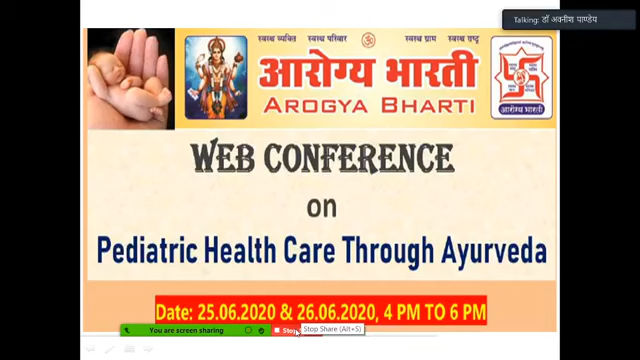 Talking: डॉ अवनीश पाण्डेय
स्वस्थ व्यक्ति स्वस्थ परिवार स्वस्थ ग्राम स्वस्थ राष्ट्र
आरोग्य भारती
AROGYA BHARTI
आरोग्य भारती
WEB CONFERENCE
on
Pediatric Health Care Through Ayurveda
Date: 25.06.2020 & 26.06.2020, 4 PM TO 6 PM
You are screen sharing
Stop Share (Alt+S)